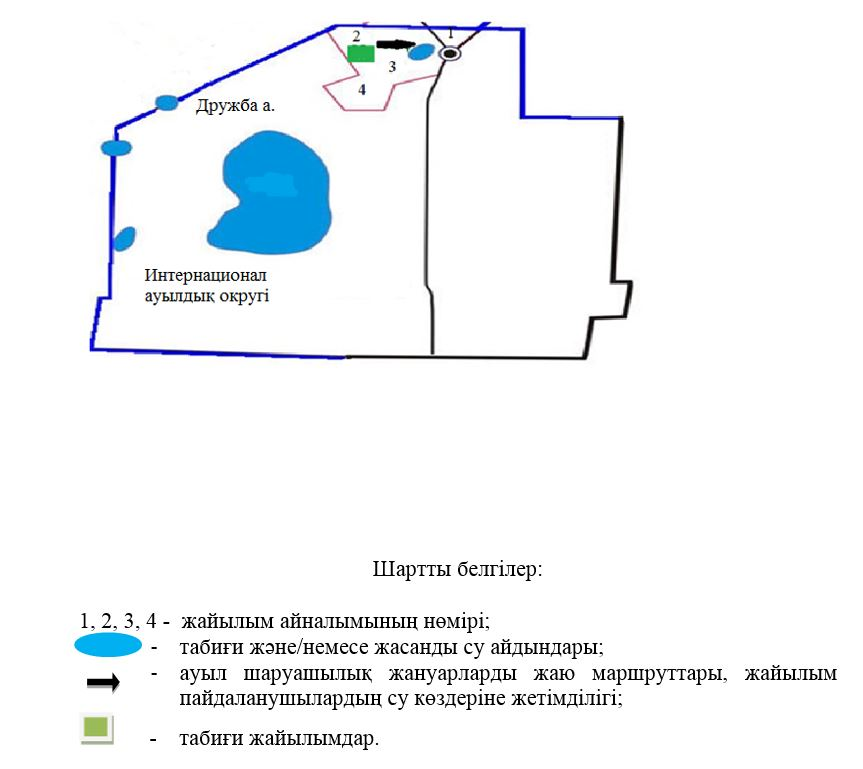 1
2
3
4
Дружба а.
Интернационал
ауылдық округі
Шартты белгілер:
1, 2, 3, 4 - жайылым айналымының нөмірі;
- табиғи және/немесе жасанды су айдындары;
- ауыл шаруашылық жануарларды жаю маршруттары, жайылым
пайдаланушылардың су көздеріне жетімділігі;
- табиғи жайылымдар.